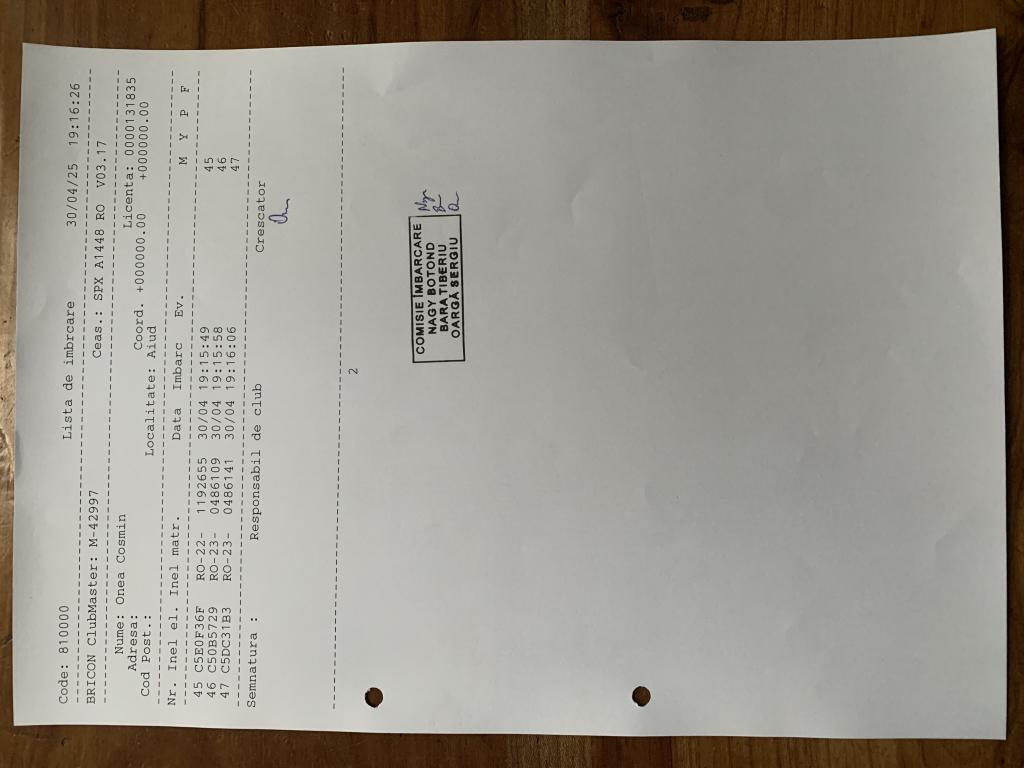 Code: 810000 Lista de imbrcare 30/04/25 19:16:26
BRICON ClubMaster: M-42997 Ceas.: SPX A1448 RO V03.17
Nume: Onea Cosmin Licenta: 0000131835
Adresa: Coord. +000000.00 +000000.00
Cod Post.: Localitate: Aiud
Nr. Inel el. Inel matr. Data Imbarc Ev. M Y P F
45 C5E0F36F RO-22- 1192655 30/04 19:15:49 45
46 C50B5729 RO-23- 0486109 30/04 19:15:58 46
47 C5DC31B3 RO-23- 0486141 30/04 19:16:06 47
Semnatura : Responsabil de club Crescator
2
COMISIE ÎMBARCARE
NAGY BOTOND
BARA TIBERIU
OARGĂ SERGIU